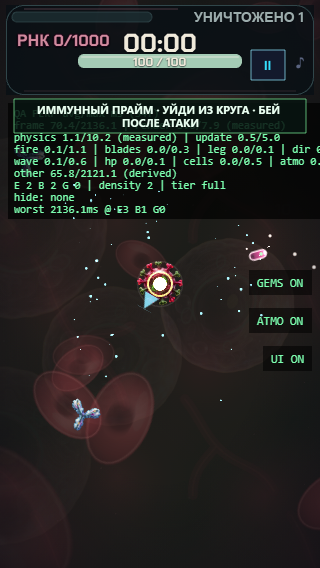 УНИЧТОЖЕНО 1
РНК 0/1000
00:00
100 / 100
ИММУННЫЙ ПРАЙМ · УЙДИ ИЗ КРУГА · БЕЙ
ПОСЛЕ АТАКИ
physics 1.1/10.2 (measured) | update 0.5/5.0
fire 0.1/1.1 | blades 0.0/0.3 | leg 0.0/0.1 | dir
wave 0.1/0.6 | hp 0.0/0.1 | cells 0.0/0.5 | atmo
other 65.8/2121.1 (derived)
E 2 B 2 G 0 | density 2 | tier full
hide: none
worst 2136.1ms @ E3 B1 G0
GEMS ON
ATMO ON
UI ON